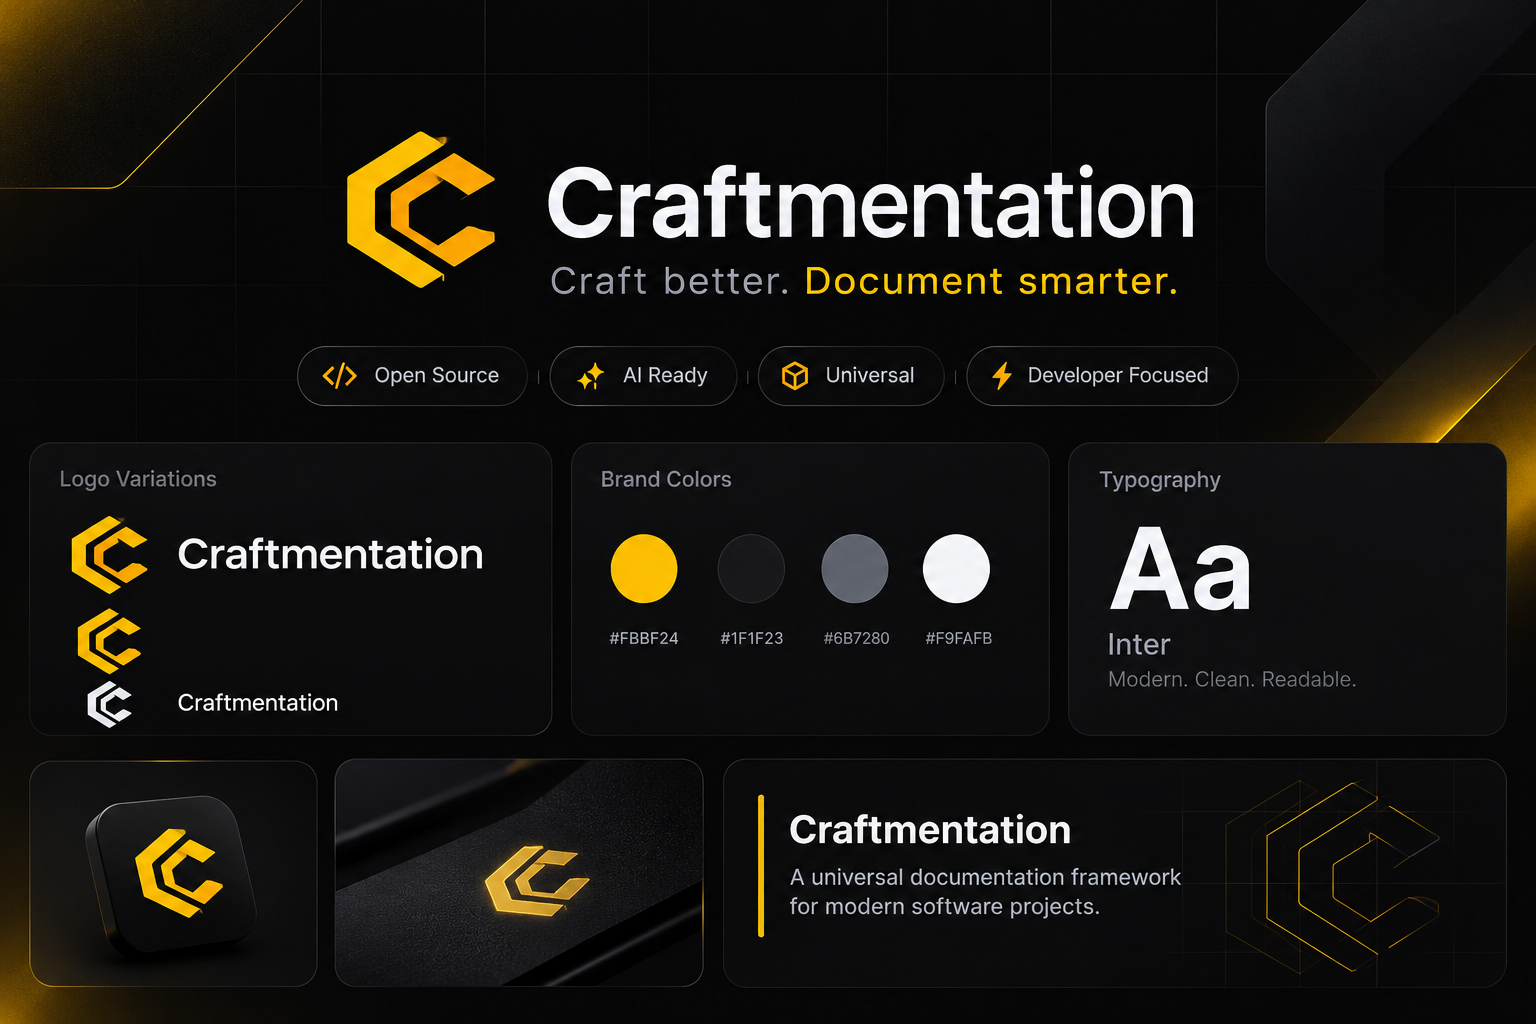 Craftmentation
Craft better. Document smarter.
Open Source
AI Ready
Universal
Developer Focused
Logo Variations
Craftmentation
Craftmentation
Brand Colors
#FBBF24
#1F1F23
#6B7280
#F9FAFB
Typography
Aa
Inter
Modern. Clean. Readable.
Craftmentation
A universal documentation framework
for modern software projects.